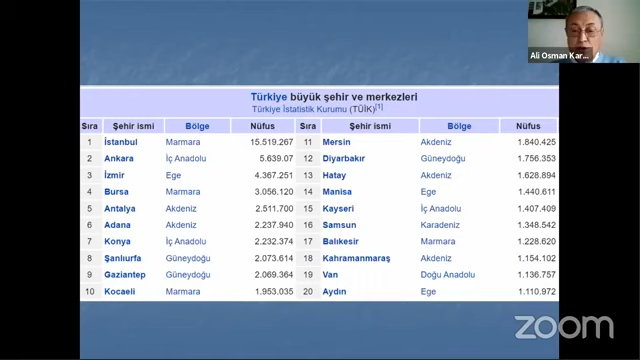 Ali Osman Kar...
Türkiye büyük şehir ve merkezleri
Türkiye İstatistik Kurumu (TÜİK)[1]
Sıra Şehir ismi Bölge Nüfus Sıra Şehir ismi Bölge Nüfus
1 İstanbul Marmara 15.519.267 11 Mersin Akdeniz 1.840.425
2 Ankara İç Anadolu 5.639.07 12 Diyarbakır Güneydoğu 1.756.353
3 İzmir Ege 4.367.251 13 Hatay Akdeniz 1.628.894
4 Bursa Marmara 3.056.120 14 Manisa Ege 1.440.611
5 Antalya Akdeniz 2.511.700 15 Kayseri İç Anadolu 1.407.409
6 Adana Akdeniz 2.237.940 16 Samsun Karadeniz 1.348.542
7 Konya İç Anadolu 2.232.374 17 Balıkesir Marmara 1.228.620
8 Şanlıurfa Güneydoğu 2.073.614 18 Kahramanmaraş Akdeniz 1.154.102
9 Gaziantep Güneydoğu 2.069.364 19 Van Doğu Anadolu 1.136.757
10 Kocaeli Marmara 1.953.035 20 Aydın Ege 1.110.972
zoom